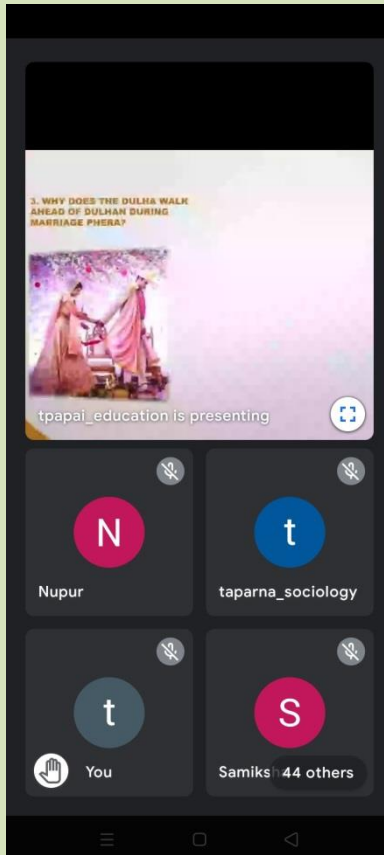 3. WHY DOES THE DULHA WALK
AHEAD OF DULHAN DURING
MARRIAGE PHERA?
tpapai_education is presenting
N
t
Nupur
taparna_sociology
t
S
You
Samiks
44 others